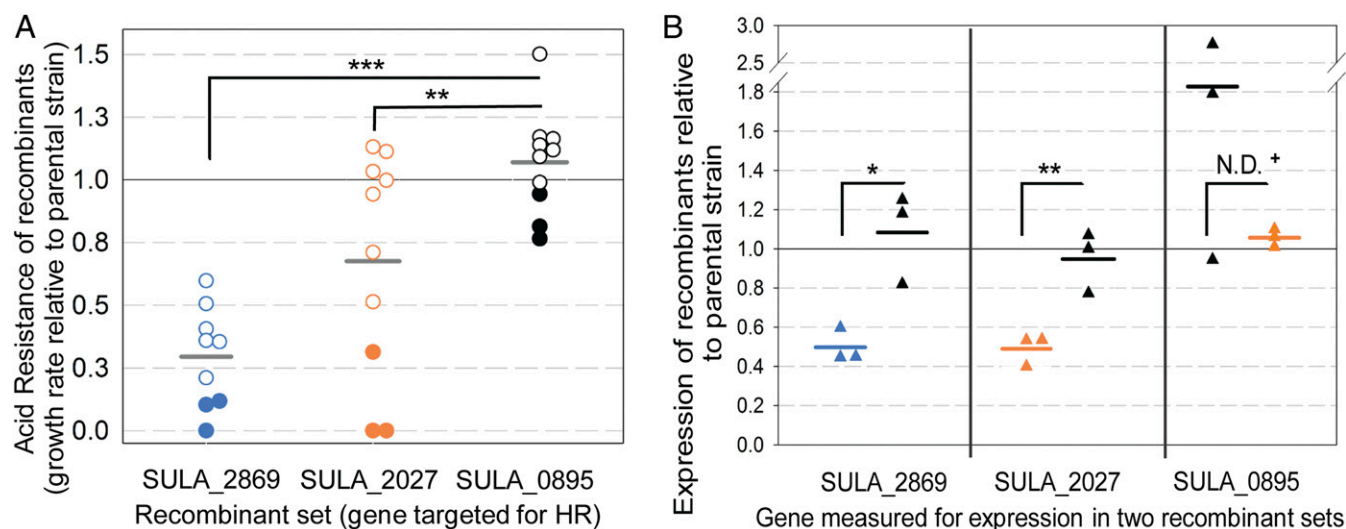 A
Acid Resistance of recombinants
(growth rate relative to parental strain)
1.5
1.3
1.0
0.8
0.5
0.3
0.0
***
**
SULA_2869 SULA_2027 SULA_0895
Recombinant set (gene targeted for HR)
B
Expression of recombinants relative
to parental strain
3.0
2.5
1.8
1.6
1.4
1.2
1.0
0.8
0.6
0.4
0.2
0.0
*
**
N.D. +
SULA_2869 SULA_2027 SULA_0895
Gene measured for expression in two recombinant sets